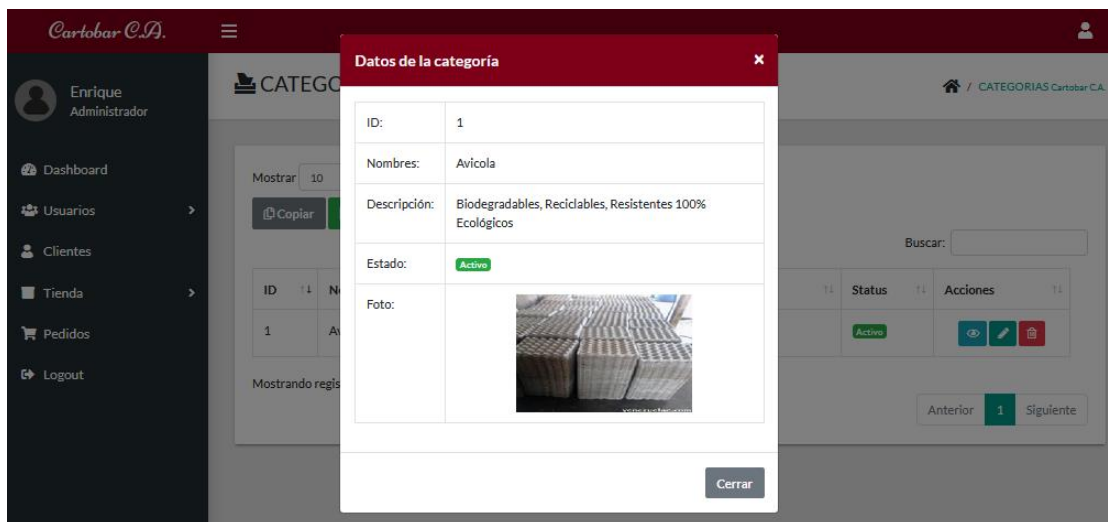 Cartobar C.A.
Enrique
Administrador
Dashboard
Usuarios
Clientes
Tienda
Pedidos
Logout
CATEGO
/ CATEGORIAS Cartobar C.A.
Mostrar 10
Copiar
Buscar:
ID
Status
Acciones
1
Activo
Mostrando regis
Anterior 1 Siguiente
Datos de la categoría ×
ID: 1
Nombres: Avicola
Descripción: Biodegradables, Reciclables, Resistentes 100%
Ecológicos
Estado: Activo
Foto:
Cerrar